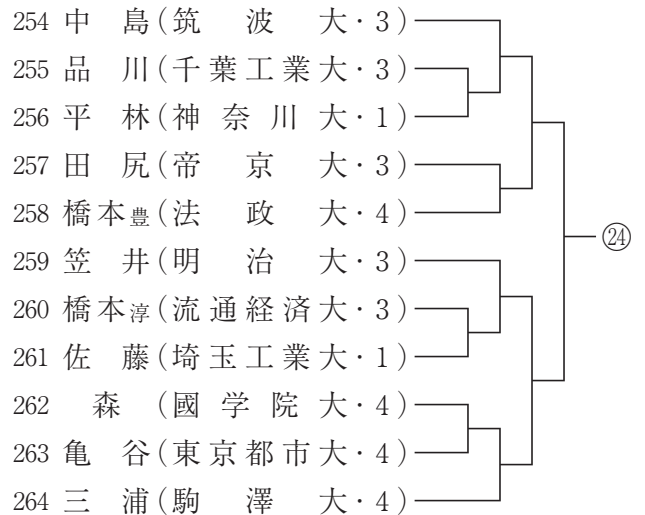 254 中 島(筑 波 大・3)
255 品 川(千葉工業大・3)
256 平 林(神奈川大・1)
257 田 尻(帝 京 大・3)
258 橋本豊(法 政 大・4)
259 笠 井(明 治 大・3)
260 橋本淳(流通経済大・3)
261 佐 藤(埼玉工業大・1)
262 森 (國学院大・4)
263 亀 谷(東京都市大・4)
264 三 浦(駒 澤 大・4)
㉔